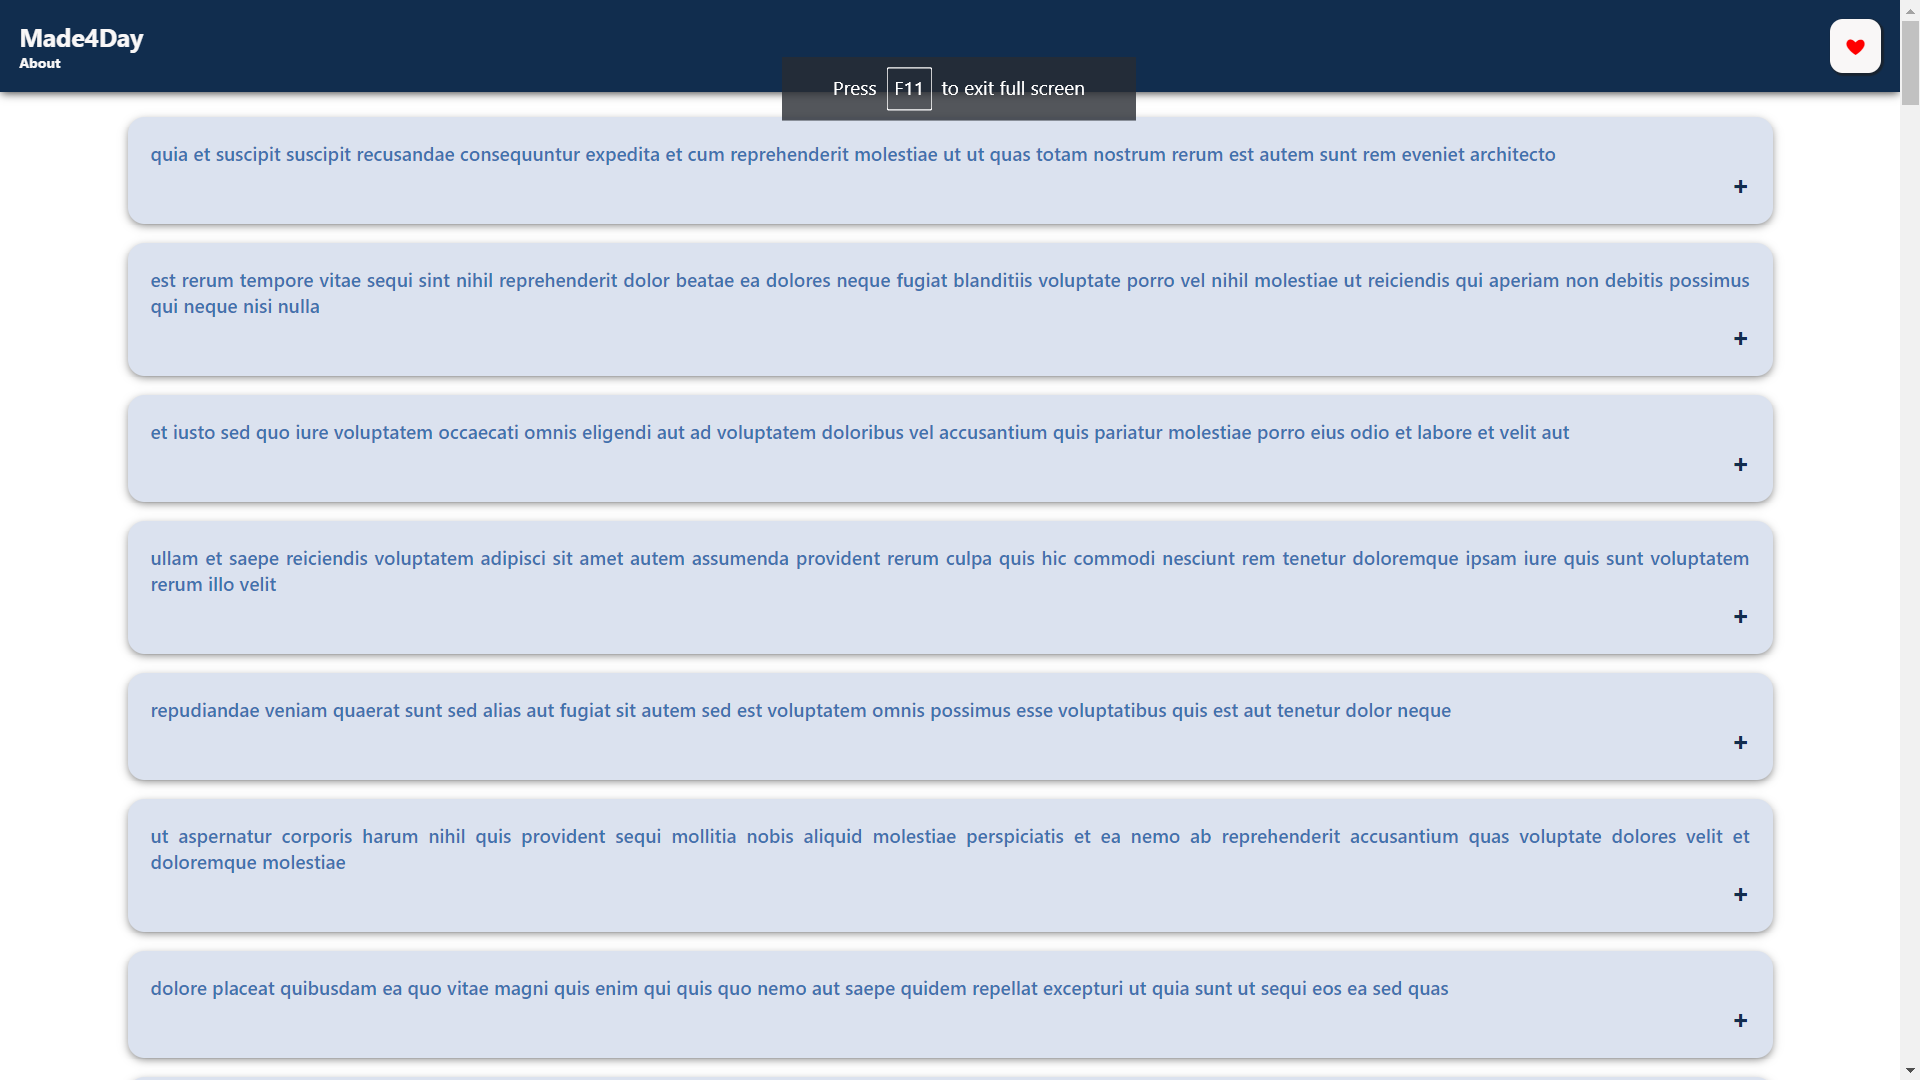 Made4Day
About
Press F11 to exit full screen
quia et suscipit suscipit recusandae consequuntur expedita et cum reprehenderit molestiae ut ut quas totam nostrum rerum est autem sunt rem eveniet architecto
+
est rerum tempore vitae sequi sint nihil reprehenderit dolor beatae ea dolores neque fugiat blanditiis voluptate porro vel nihil molestiae ut reiciendis qui aperiam non debitis possimus
qui neque nisi nulla
+
et iusto sed quo iure voluptatem occaecati omnis eligendi aut ad voluptatem doloribus vel accusantium quis pariatur molestiae porro eius odio et labore et velit aut
+
ullam et saepe reiciendis voluptatem adipisci sit amet autem assumenda provident rerum culpa quis hic commodi nesciunt rem tenetur doloremque ipsam iure quis sunt voluptatem
rerum illo velit
+
repudiandae veniam quaerat sunt sed alias aut fugiat sit autem sed est voluptatem omnis possimus esse voluptatibus quis est aut tenetur dolor neque
+
ut aspernatur corporis harum nihil quis provident sequi mollitia nobis aliquid molestiae perspiciatis et ea nemo ab reprehenderit accusantium quas voluptate dolores velit et
doloremque molestiae
+
dolore placeat quibusdam ea quo vitae magni quis enim qui quis quo nemo aut saepe quidem repellat excepturi ut quia sunt ut sequi eos ea sed quas
+